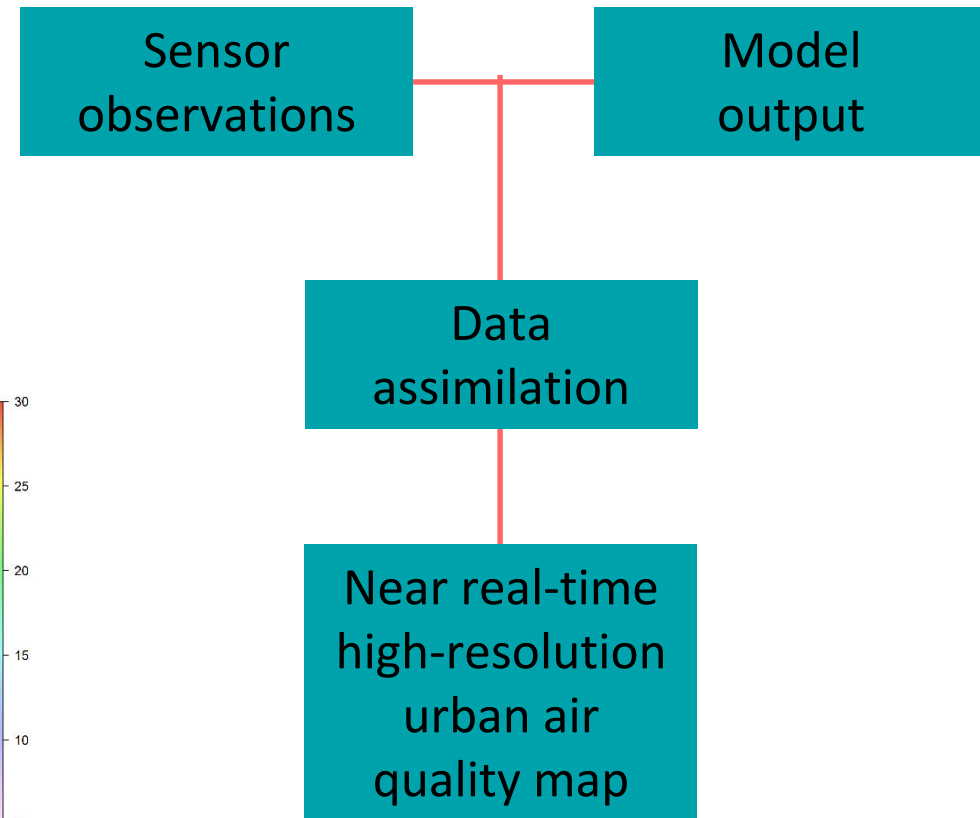 Sensor
observations
Model
output
Data
assimilation
30
25
20
15
10
Near real-time
high-resolution
urban air
quality map